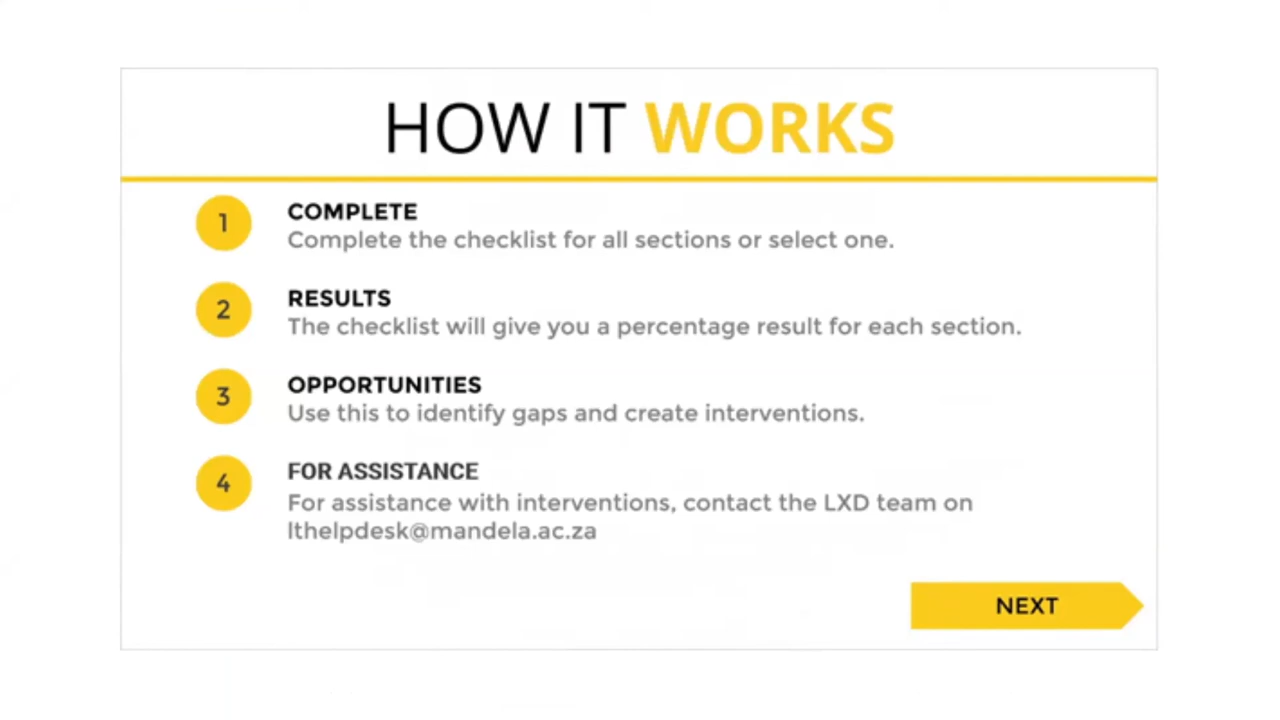 HOW IT WORKS
1
COMPLETE
Complete the checklist for all sections or select one.
2
RESULTS
The checklist will give you a percentage result for each section.
3
OPPORTUNITIES
Use this to identify gaps and create interventions.
4
FOR ASSISTANCE
For assistance with interventions, contact the LXD team on
lthelpdesk@mandela.ac.za
NEXT